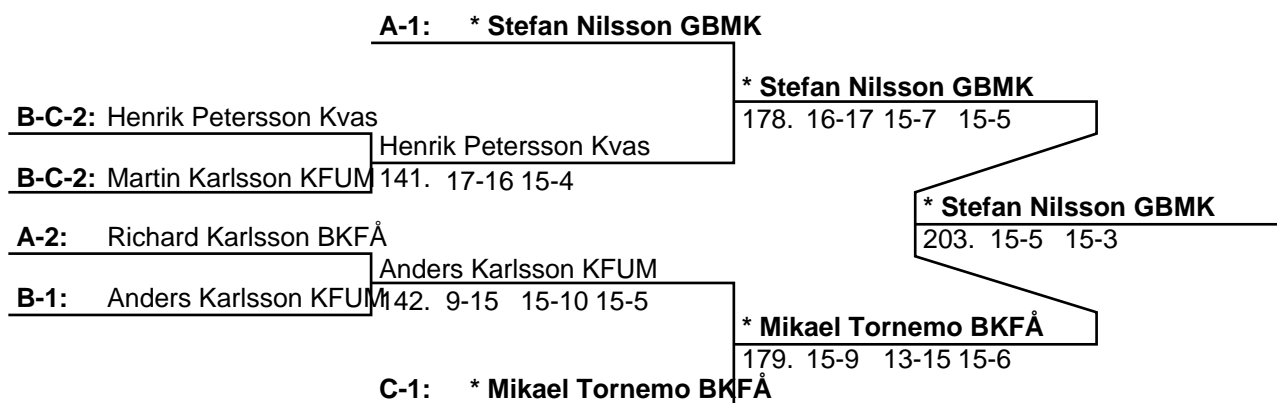 A-1: * Stefan Nilsson GBMK
* Stefan Nilsson GBMK
B-C-2: Henrik Petersson Kvas
178. 16-17 15-7 15-5
Henrik Petersson Kvas
B-C-2: Martin Karlsson KFUM
141. 17-16 15-4
* Stefan Nilsson GBMK
A-2: Richard Karlsson BKFÅ
203. 15-5 15-3
Anders Karlsson KFUM
B-1: Anders Karlsson KFUM
142. 9-15 15-10 15-5
* Mikael Tornemo BKFÅ
179. 15-9 13-15 15-6
C-1: * Mikael Tornemo BKFÅ